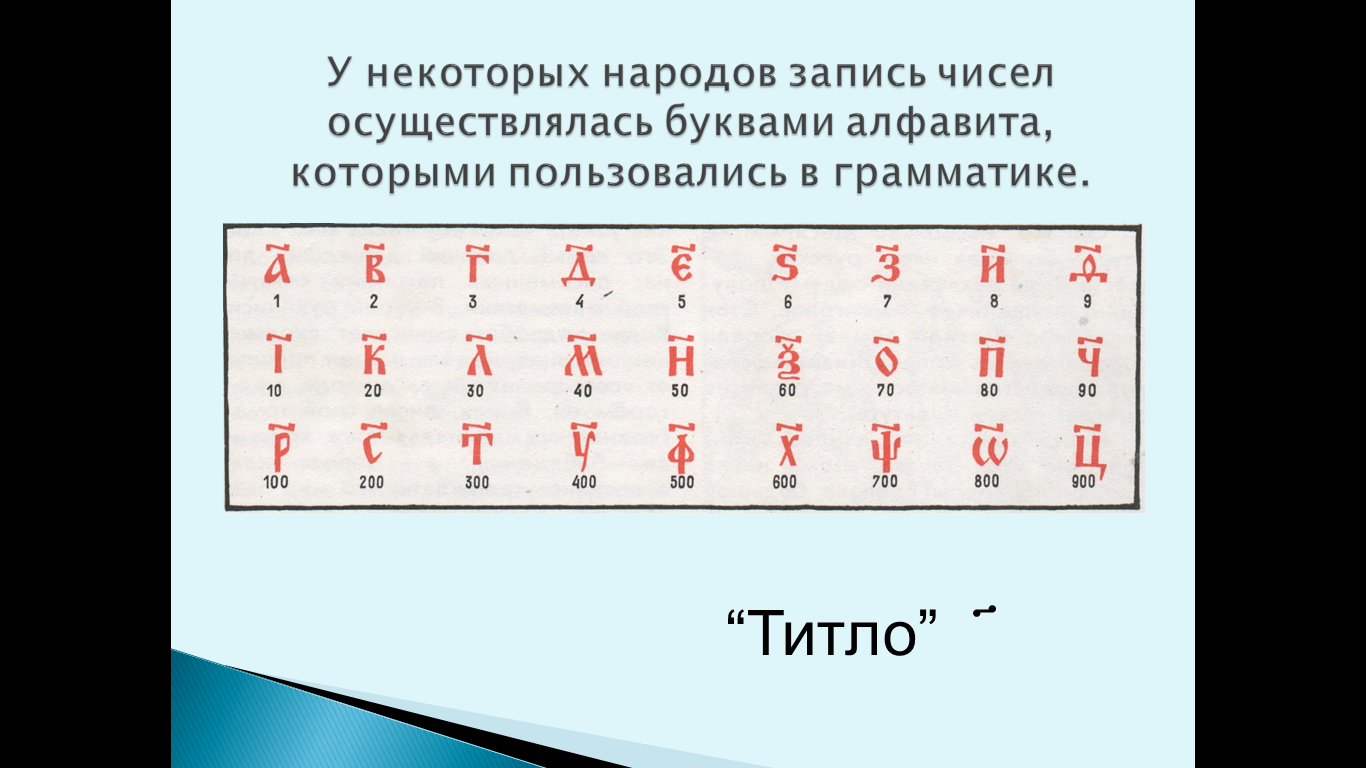 У некоторых народов запись чисел
осуществлялась буквами алфавита,
которыми пользовались в грамматике.
А҃ В҃ Г҃ Д҃ Є҃ Ѕ҃ З҃ И҃ Ѳ҃
1 2 3 4 5 6 7 8 9
І҃ К҃ Л҃ М҃ Н҃ Ѯ҃ О҃ П҃ Ч҃
10 20 30 40 50 60 70 80 90
Р҃ С҃ Т҃ У҃ Ф҃ Х҃ Ѱ҃ Ѡ҃ Ц҃
100 200 300 400 500 600 700 800 900
“Титло” ҃